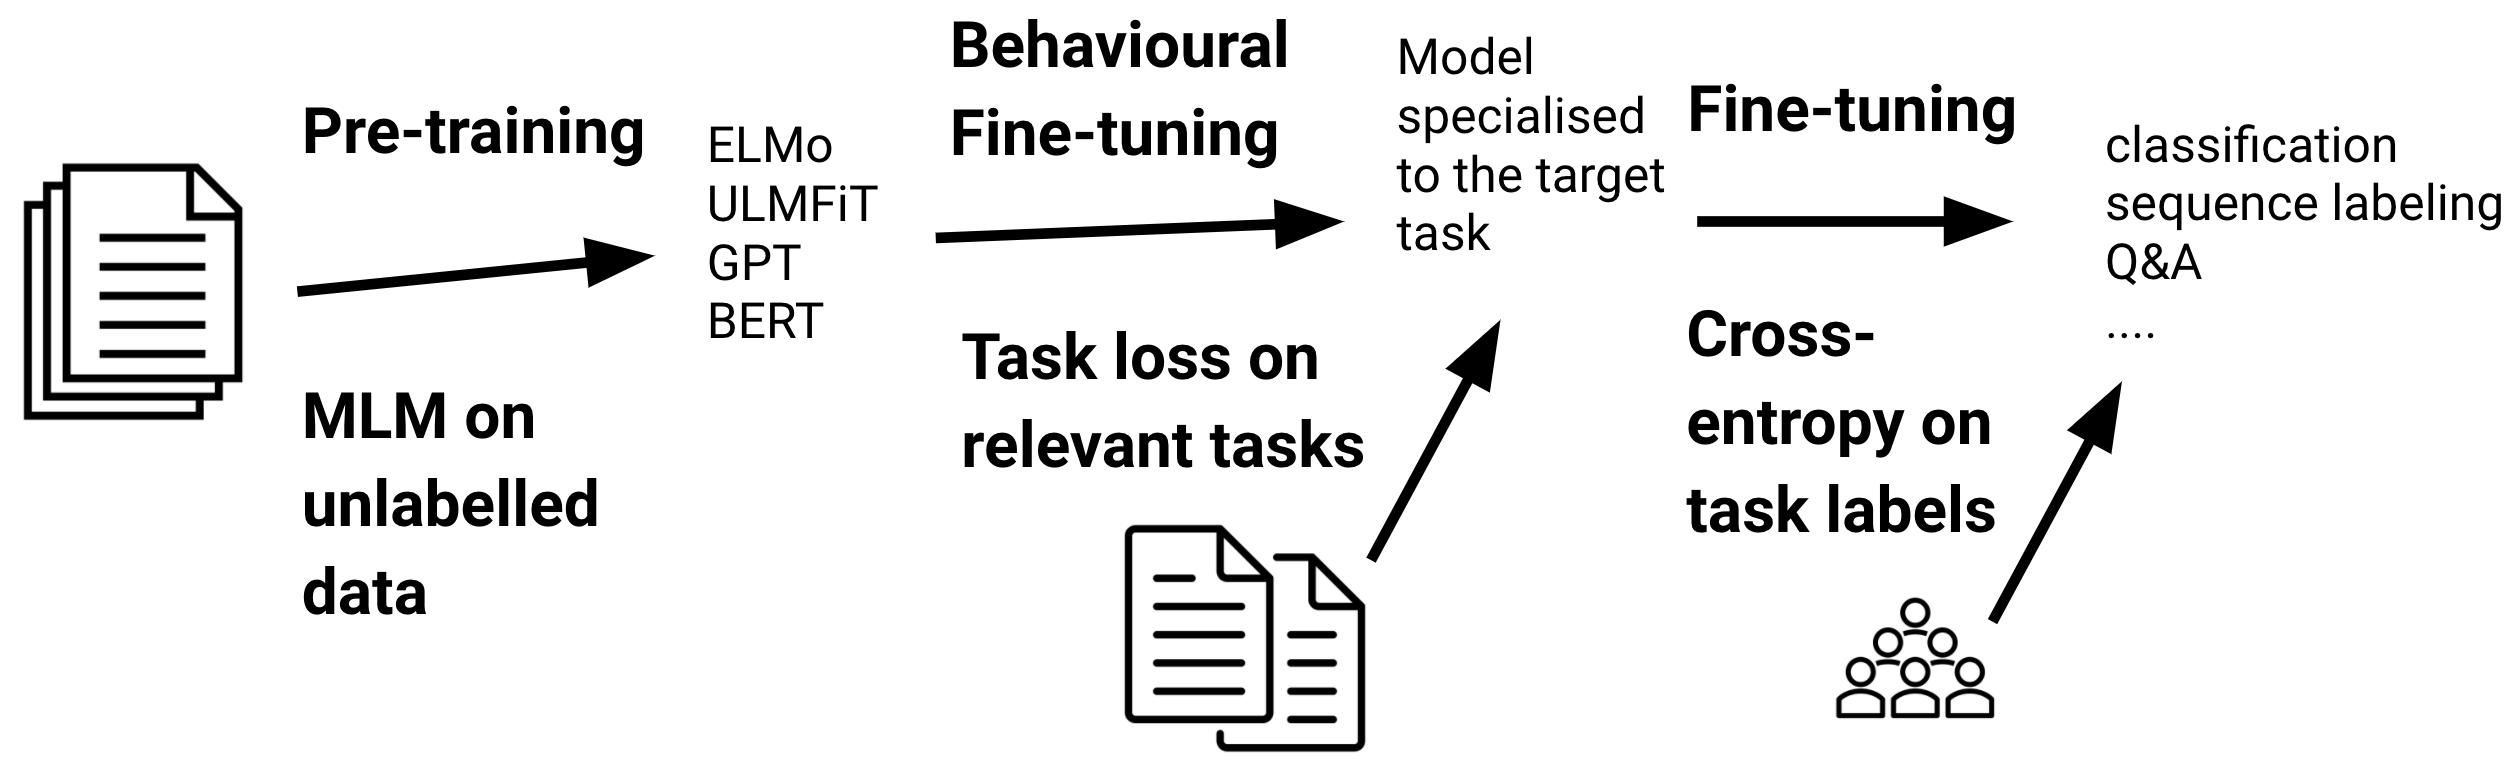 Pre-training
MLM on
unlabelled
data
ELMo
ULMFiT
GPT
BERT
Behavioural
Fine-tuning
Task loss on
relevant tasks
Model
specialised
to the target
task
Fine-tuning
Cross-
entropy on
task labels
classification
sequence labeling
Q&A
....